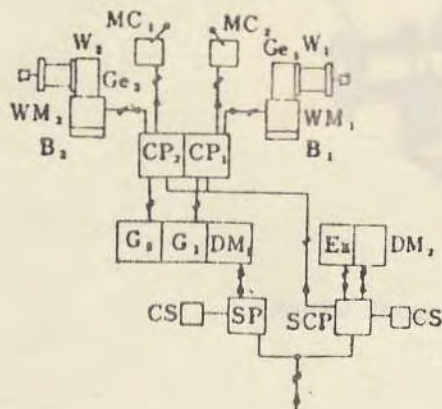 MC₁ MC₂
W₂ Ge₁ W₁
Ge₂
WM₂ WM₁
B₂ CP₂ CP₁ B₁
G₂ G₁ DM₁ Ex DM₂
CS SP SCP CS